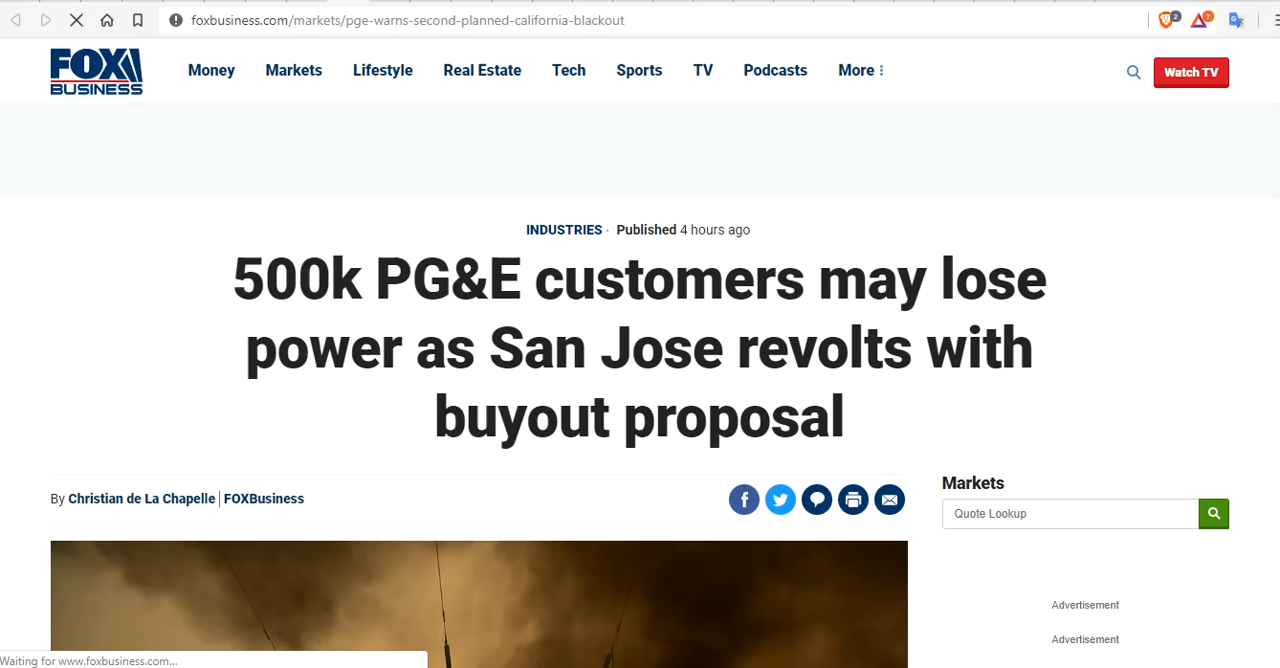 foxbusiness.com/markets/pge-warns-second-planned-california-blackout
2
7
FOX
BUSINESS
Money Markets Lifestyle Real Estate Tech Sports TV Podcasts More
Watch TV
INDUSTRIES · Published 4 hours ago
500k PG&E customers may lose
power as San Jose revolts with
buyout proposal
By Christian de La Chapelle | FOXBusiness
Markets
Quote Lookup
Advertisement
Advertisement
Waiting for www.foxbusiness.com...